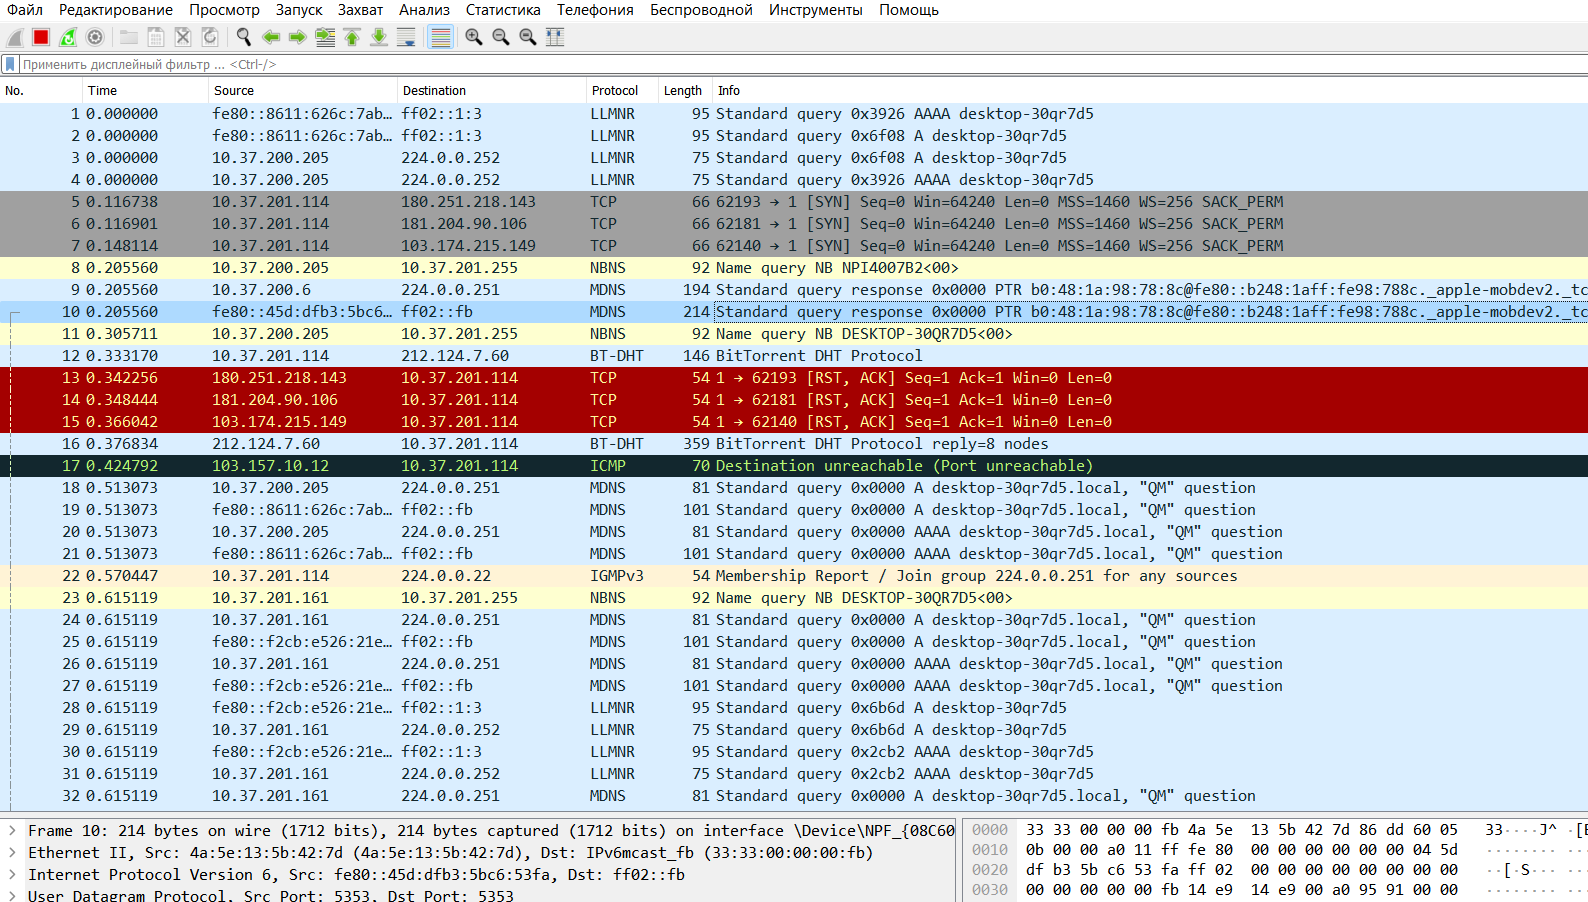 Файл Редактирование Просмотр Запуск Захват Анализ Статистика Телефония Беспроводной Инструменты Помощь
Применить дисплейный фильтр ... <Ctrl-/>
No. Time Source Destination Protocol Length Info
1 0.000000 fe80::8611:626c:7ab… ff02::1:3 LLMNR 95 Standard query 0x3926 AAAA desktop-30qr7d5
2 0.000000 fe80::8611:626c:7ab… ff02::1:3 LLMNR 95 Standard query 0x6f08 A desktop-30qr7d5
3 0.000000 10.37.200.205 224.0.0.252 LLMNR 75 Standard query 0x6f08 A desktop-30qr7d5
4 0.000000 10.37.200.205 224.0.0.252 LLMNR 75 Standard query 0x3926 AAAA desktop-30qr7d5
5 0.116738 10.37.201.114 180.251.218.143 TCP 66 62193 → 1 [SYN] Seq=0 Win=64240 Len=0 MSS=1460 WS=256 SACK_PERM
6 0.116901 10.37.201.114 181.204.90.106 TCP 66 62181 → 1 [SYN] Seq=0 Win=64240 Len=0 MSS=1460 WS=256 SACK_PERM
7 0.148114 10.37.201.114 103.174.215.149 TCP 66 62140 → 1 [SYN] Seq=0 Win=64240 Len=0 MSS=1460 WS=256 SACK_PERM
8 0.205560 10.37.200.205 10.37.201.255 NBNS 92 Name query NB NPI4007B2<00>
9 0.205560 10.37.200.6 224.0.0.251 MDNS 194 Standard query response 0x0000 PTR b0:48:1a:98:78:8c@fe80::b248:1aff:fe98:788c._apple-mobdev2._tc
10 0.205560 fe80::45d:dfb3:5bc6… ff02::fb MDNS 214 Standard query response 0x0000 PTR b0:48:1a:98:78:8c@fe80::b248:1aff:fe98:788c._apple-mobdev2._tc
11 0.305711 10.37.200.205 10.37.201.255 NBNS 92 Name query NB DESKTOP-30QR7D5<00>
12 0.333170 10.37.201.114 212.124.7.60 BT-DHT 146 BitTorrent DHT Protocol
13 0.342256 180.251.218.143 10.37.201.114 TCP 54 1 → 62193 [RST, ACK] Seq=1 Ack=1 Win=0 Len=0
14 0.348444 181.204.90.106 10.37.201.114 TCP 54 1 → 62181 [RST, ACK] Seq=1 Ack=1 Win=0 Len=0
15 0.366042 103.174.215.149 10.37.201.114 TCP 54 1 → 62140 [RST, ACK] Seq=1 Ack=1 Win=0 Len=0
16 0.376834 212.124.7.60 10.37.201.114 BT-DHT 359 BitTorrent DHT Protocol reply=8 nodes
17 0.424792 103.157.10.12 10.37.201.114 ICMP 70 Destination unreachable (Port unreachable)
18 0.513073 10.37.200.205 224.0.0.251 MDNS 81 Standard query 0x0000 A desktop-30qr7d5.local, "QM" question
19 0.513073 fe80::8611:626c:7ab… ff02::fb MDNS 101 Standard query 0x0000 A desktop-30qr7d5.local, "QM" question
20 0.513073 10.37.200.205 224.0.0.251 MDNS 81 Standard query 0x0000 AAAA desktop-30qr7d5.local, "QM" question
21 0.513073 fe80::8611:626c:7ab… ff02::fb MDNS 101 Standard query 0x0000 AAAA desktop-30qr7d5.local, "QM" question
22 0.570447 10.37.201.114 224.0.0.22 IGMPv3 54 Membership Report / Join group 224.0.0.251 for any sources
23 0.615119 10.37.201.161 10.37.201.255 NBNS 92 Name query NB DESKTOP-30QR7D5<00>
24 0.615119 10.37.201.161 224.0.0.251 MDNS 81 Standard query 0x0000 A desktop-30qr7d5.local, "QM" question
25 0.615119 fe80::f2cb:e526:21e… ff02::fb MDNS 101 Standard query 0x0000 A desktop-30qr7d5.local, "QM" question
26 0.615119 10.37.201.161 224.0.0.251 MDNS 81 Standard query 0x0000 AAAA desktop-30qr7d5.local, "QM" question
27 0.615119 fe80::f2cb:e526:21e… ff02::fb MDNS 101 Standard query 0x0000 AAAA desktop-30qr7d5.local, "QM" question
28 0.615119 fe80::f2cb:e526:21e… ff02::1:3 LLMNR 95 Standard query 0x6b6d A desktop-30qr7d5
29 0.615119 10.37.201.161 224.0.0.252 LLMNR 75 Standard query 0x6b6d A desktop-30qr7d5
30 0.615119 fe80::f2cb:e526:21e… ff02::1:3 LLMNR 95 Standard query 0x2cb2 AAAA desktop-30qr7d5
31 0.615119 10.37.201.161 224.0.0.252 LLMNR 75 Standard query 0x2cb2 AAAA desktop-30qr7d5
32 0.615119 10.37.201.161 224.0.0.251 MDNS 81 Standard query 0x0000 A desktop-30qr7d5.local, "QM" question
Frame 10: 214 bytes on wire (1712 bits), 214 bytes captured (1712 bits) on interface \Device\NPF_{08C60
Ethernet II, Src: 4a:5e:13:5b:42:7d (4a:5e:13:5b:42:7d), Dst: IPv6mcast_fb (33:33:00:00:00:fb)
Internet Protocol Version 6, Src: fe80::45d:dfb3:5bc6:53fa, Dst: ff02::fb
User Datagram Protocol, Src Port: 5353, Dst Port: 5353
0000 33 33 00 00 00 fb 4a 5e 13 5b 42 7d 86 dd 60 05 33····J^ ·[B
0010 0b 00 00 a0 11 ff fe 80 00 00 00 00 00 00 04 5d ········ ······
0020 df b3 5b c6 53 fa ff 02 00 00 00 00 00 00 00 00 ··[·S··· ······
0030 00 00 00 00 00 fb 14 e9 14 e9 00 a0 95 91 00 00 ········ ······